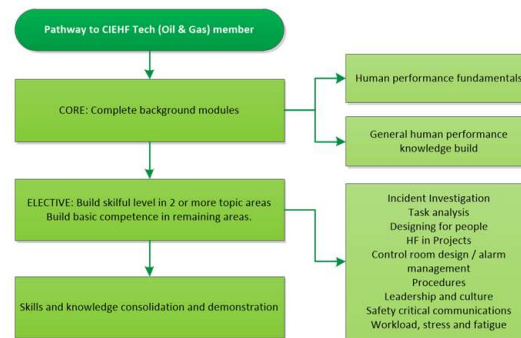 Pathway to CIEHF Tech (Oil & Gas) member
CORE: Complete background modules
Human performance fundamentals
General human performance
knowledge build
ELECTIVE: Build skilful level in 2 or more topic areas
Build basic competence in remaining areas.
Incident Investigation
Task analysis
Designing for people
HF in Projects
Control room design / alarm
management
Procedures
Leadership and culture
Safety critical communications
Workload, stress and fatigue
Skills and knowledge consolidation and demonstration